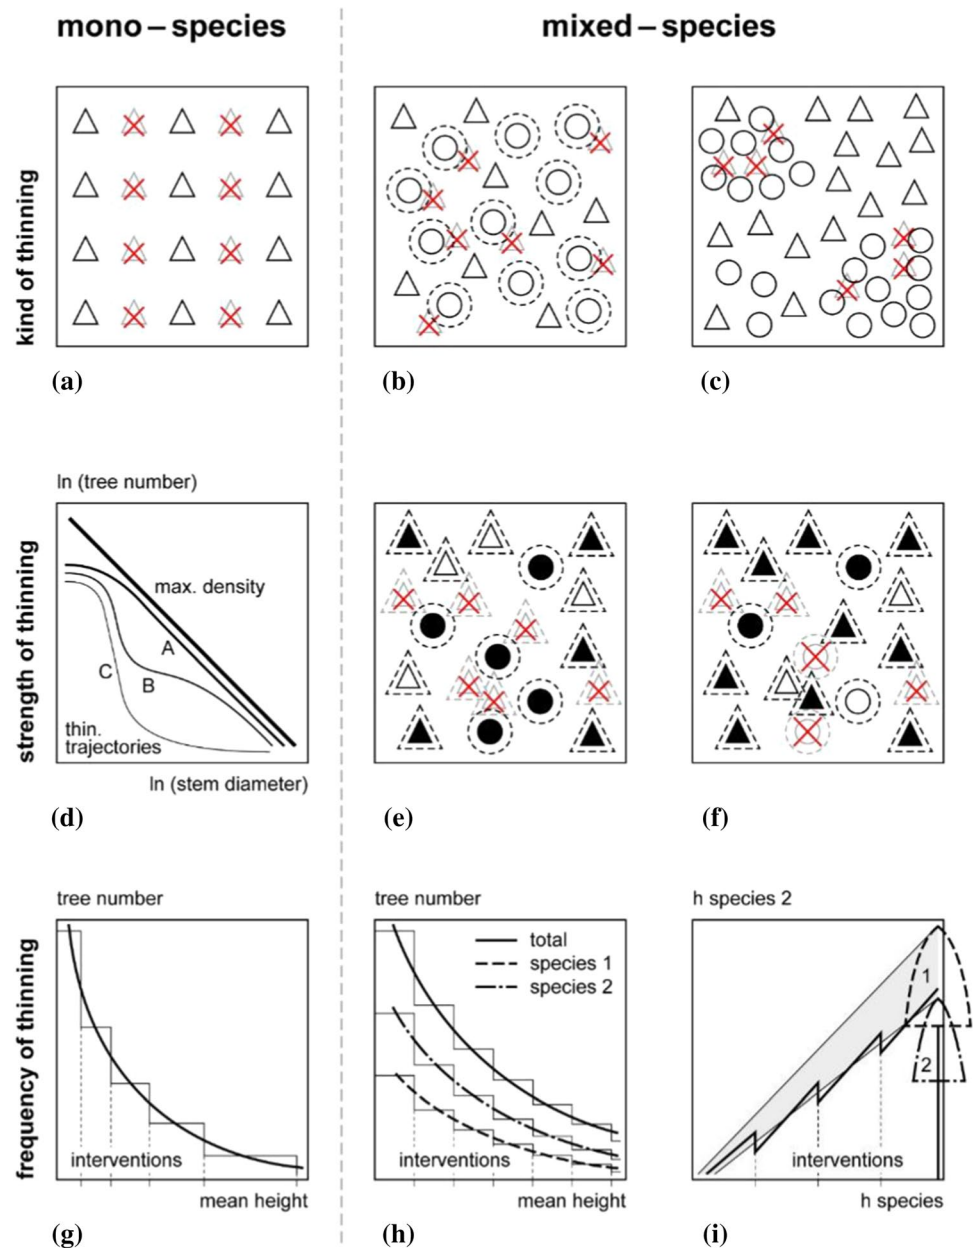 mono – species
mixed – species
kind of thinning
(a)
(b)
(c)
strength of thinning
ln (tree number)
max. density
A
B
C
thin.
trajectories
ln (stem diameter)
(d)
(e)
(f)
frequency of thinning
tree number
interventions
mean height
tree number
total
species 1
species 2
interventions
mean height
h species 2
1
2
interventions
h species
(g)
(h)
(i)